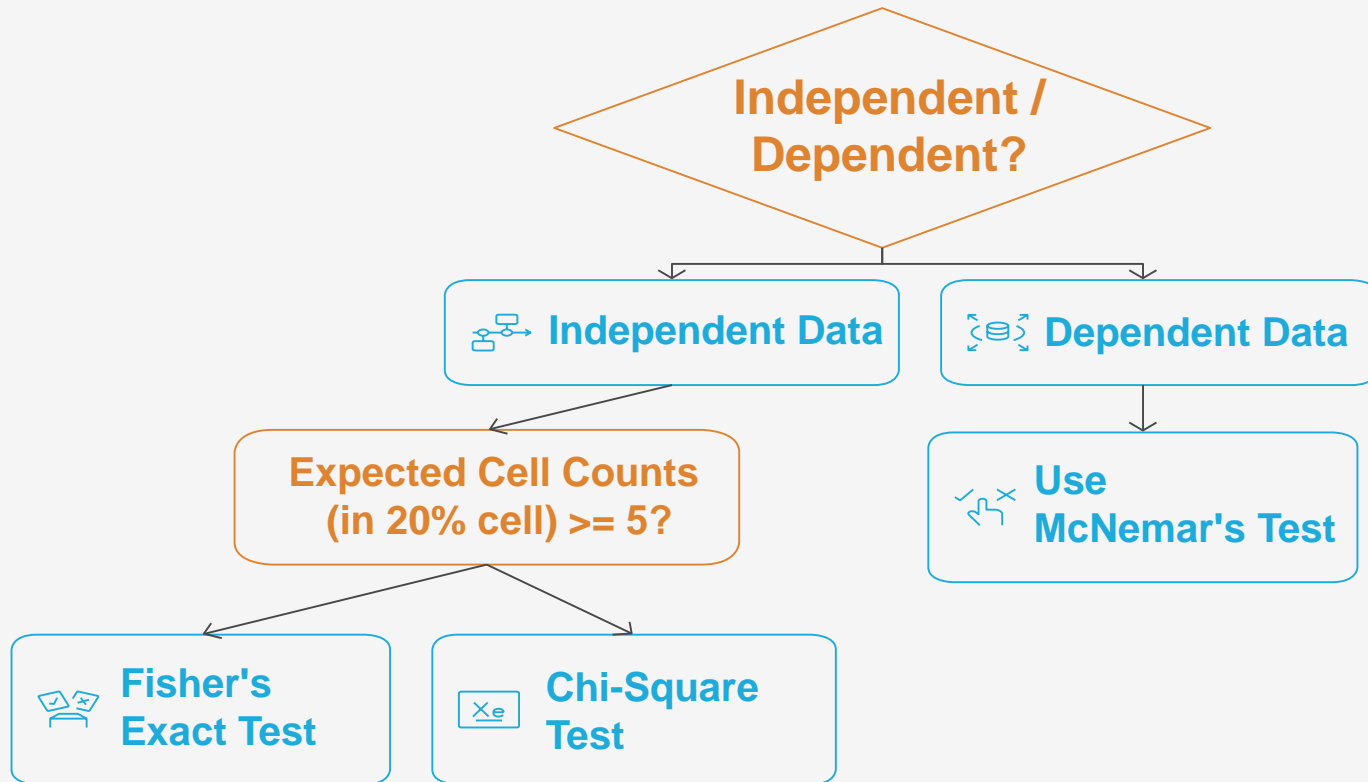 Independent /
Dependent?
Independent Data
Dependent Data
Expected Cell Counts
(in 20% cell) >= 5?
Use
McNemar's Test
Fisher's
Exact Test
Xe
Chi-Square
Test